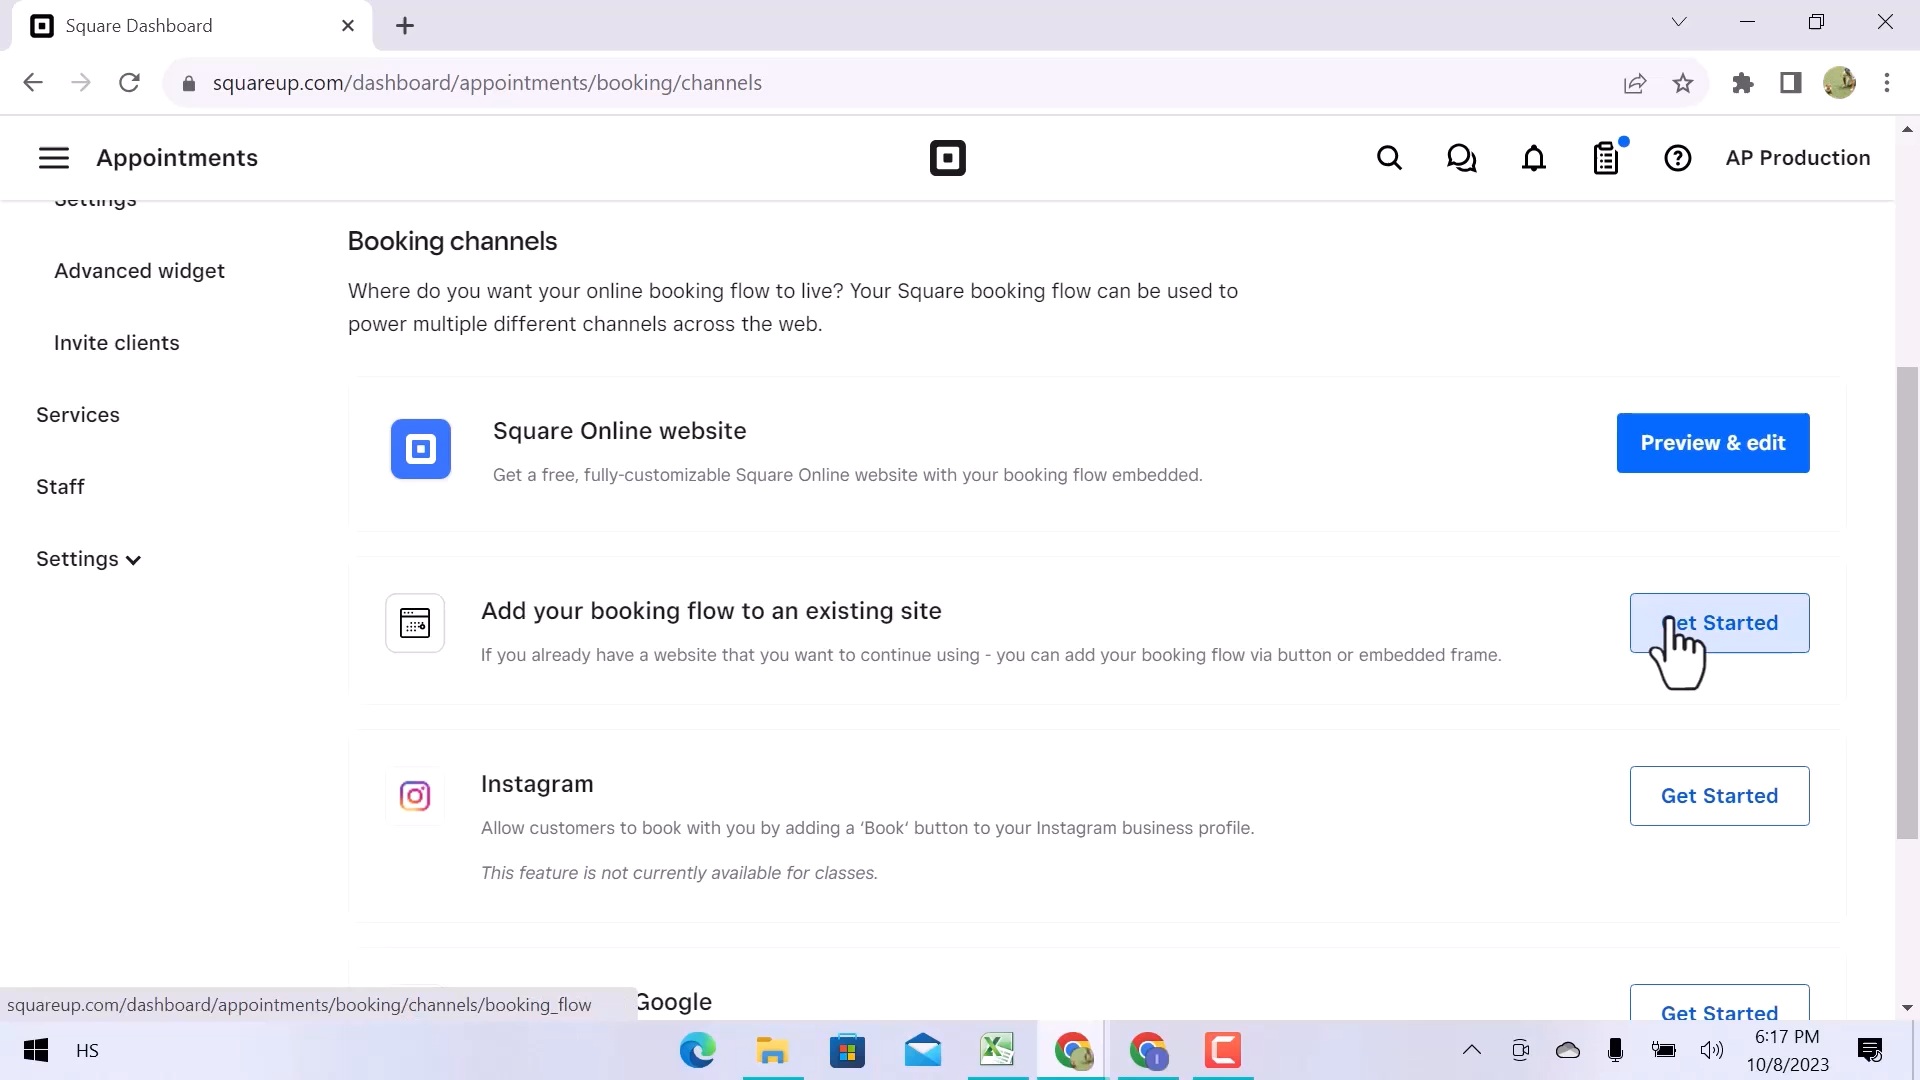 Square Dashboard
squareup.com/dashboard/appointments/booking/channels
Appointments
AP Production
Settings
Advanced widget
Invite clients
Services
Staff
Settings
Booking channels
Where do you want your online booking flow to live? Your Square booking flow can be used to
power multiple different channels across the web.
Square Online website
Get a free, fully-customizable Square Online website with your booking flow embedded.
Preview & edit
Add your booking flow to an existing site
If you already have a website that you want to continue using - you can add your booking flow via button or embedded frame.
Get Started
Instagram
Allow customers to book with you by adding a ‘Book‘ button to your Instagram business profile.
This feature is not currently available for classes.
Get Started
Google
Get Started
squareup.com/dashboard/appointments/booking/channels/booking_flow
HS
6:17 PM
10/8/2023